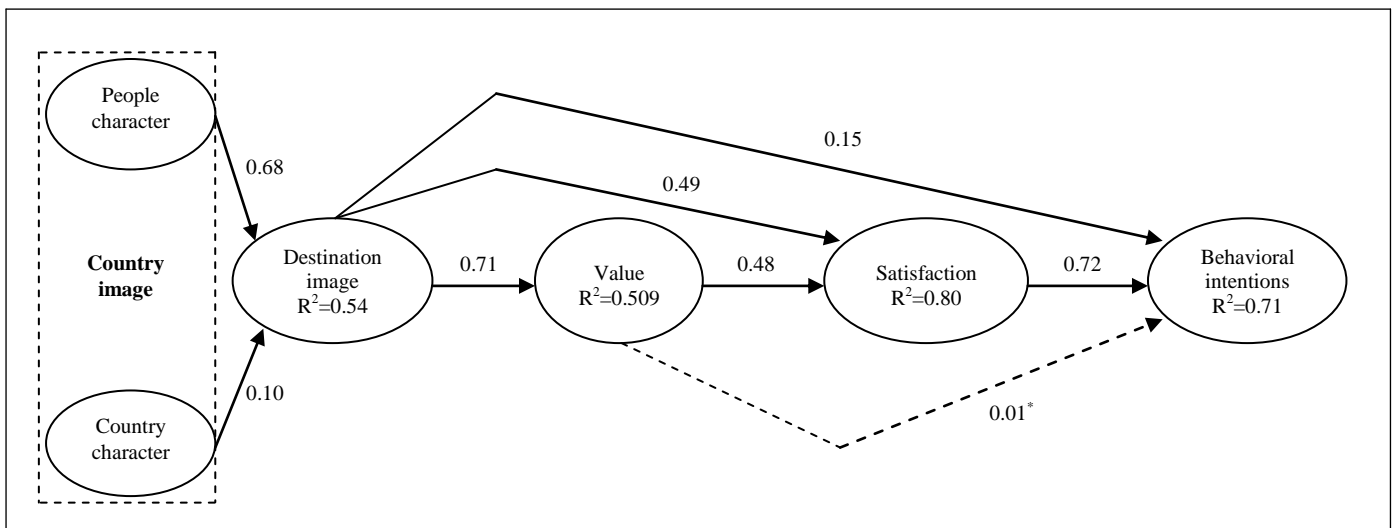 People
character
0.68
Country
image
0.10
Country
character
Destination
image
R²=0.54
0.71
Value
R²=0.509
0.48
Satisfaction
R²=0.80
0.72
Behavioral
intentions
R²=0.71
0.15
0.49
0.01*